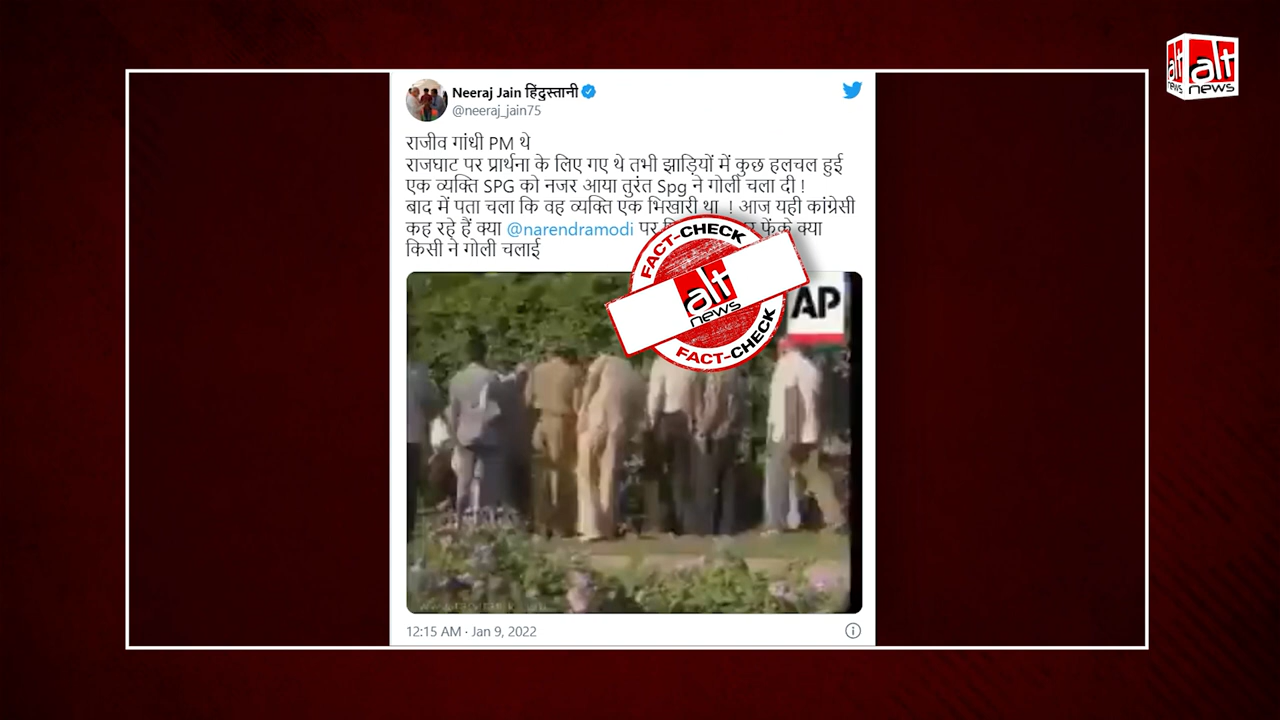 alt
news
alt
news
Neeraj Jain हिंदुस्तानी
@neeraj_jain75
राजीव गांधी PM थे
राजघाट पर प्रार्थना के लिए गए थे तभी झाड़ियों में कुछ हलचल हुई
एक व्यक्ति SPG को नजर आया तुरंत Spg ने गोली चला दी !
बाद में पता चला कि वह व्यक्ति एक भिखारी था ! आज यही कांग्रेसी
कह रहे हैं क्या @narendramodi पर फेंके क्या
किसी ने गोली चलाई
FACT-CHECK
alt
news
FACT-CHECK
AP
12:15 AM · Jan 9, 2022